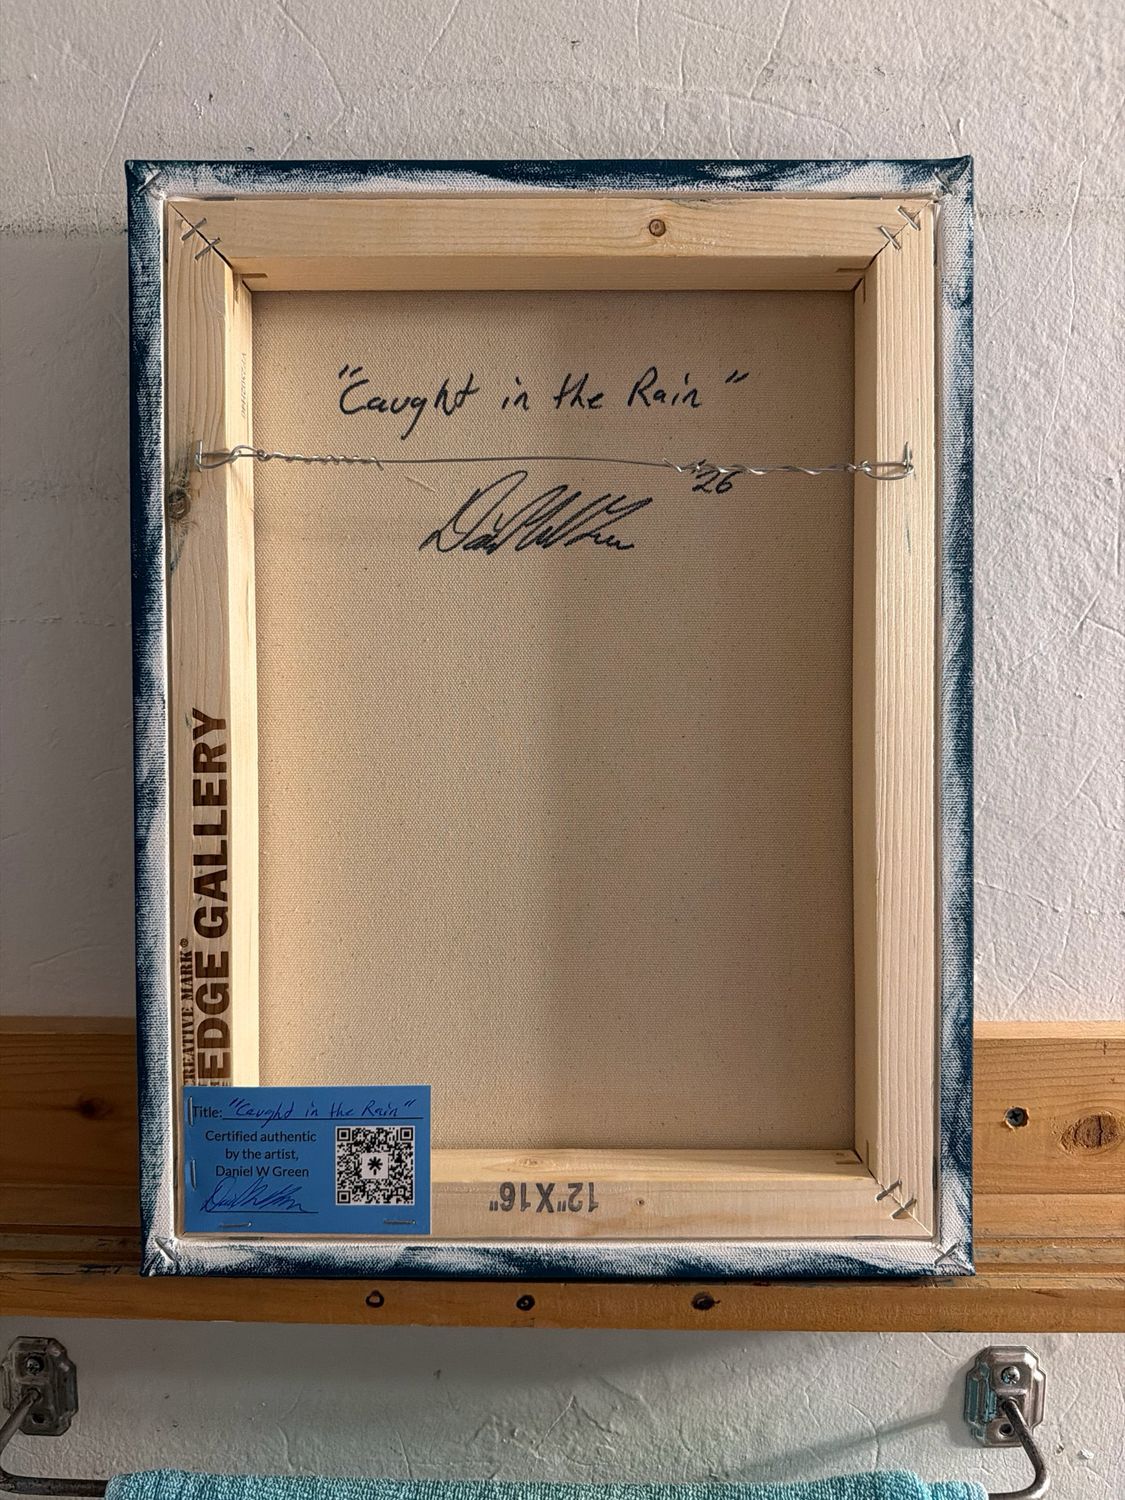 "Caught in the Rain"
'26
CREATIVE MARK®
EDGE GALLERY
Title: "Caught in the Rain"
Certified authentic
by the artist,
Daniel W Green
12"X16"